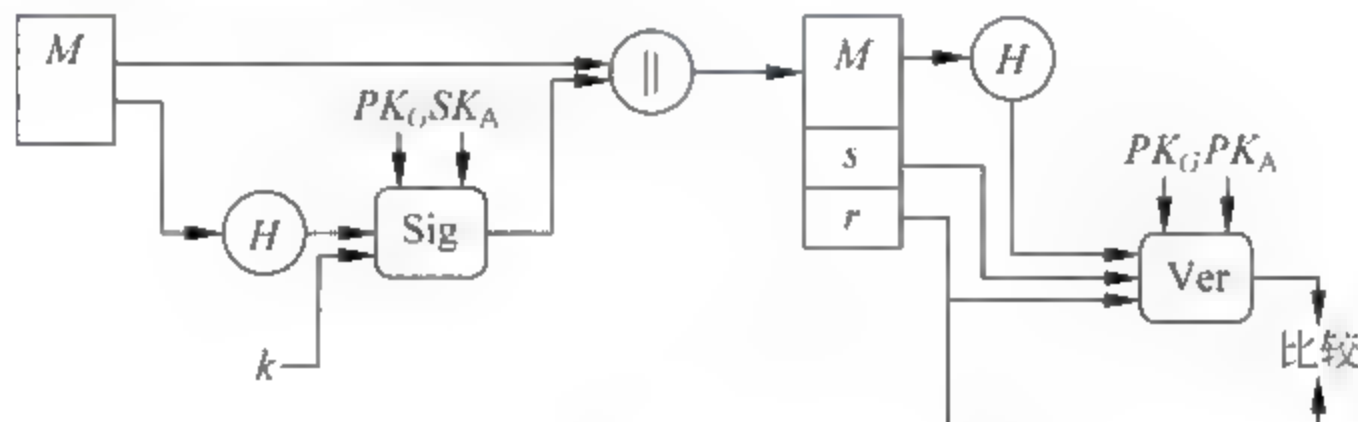 M
||
M
H
PK_G SK_A
s
PK_G PK_A
r
H
Sig
Ver
k
比较